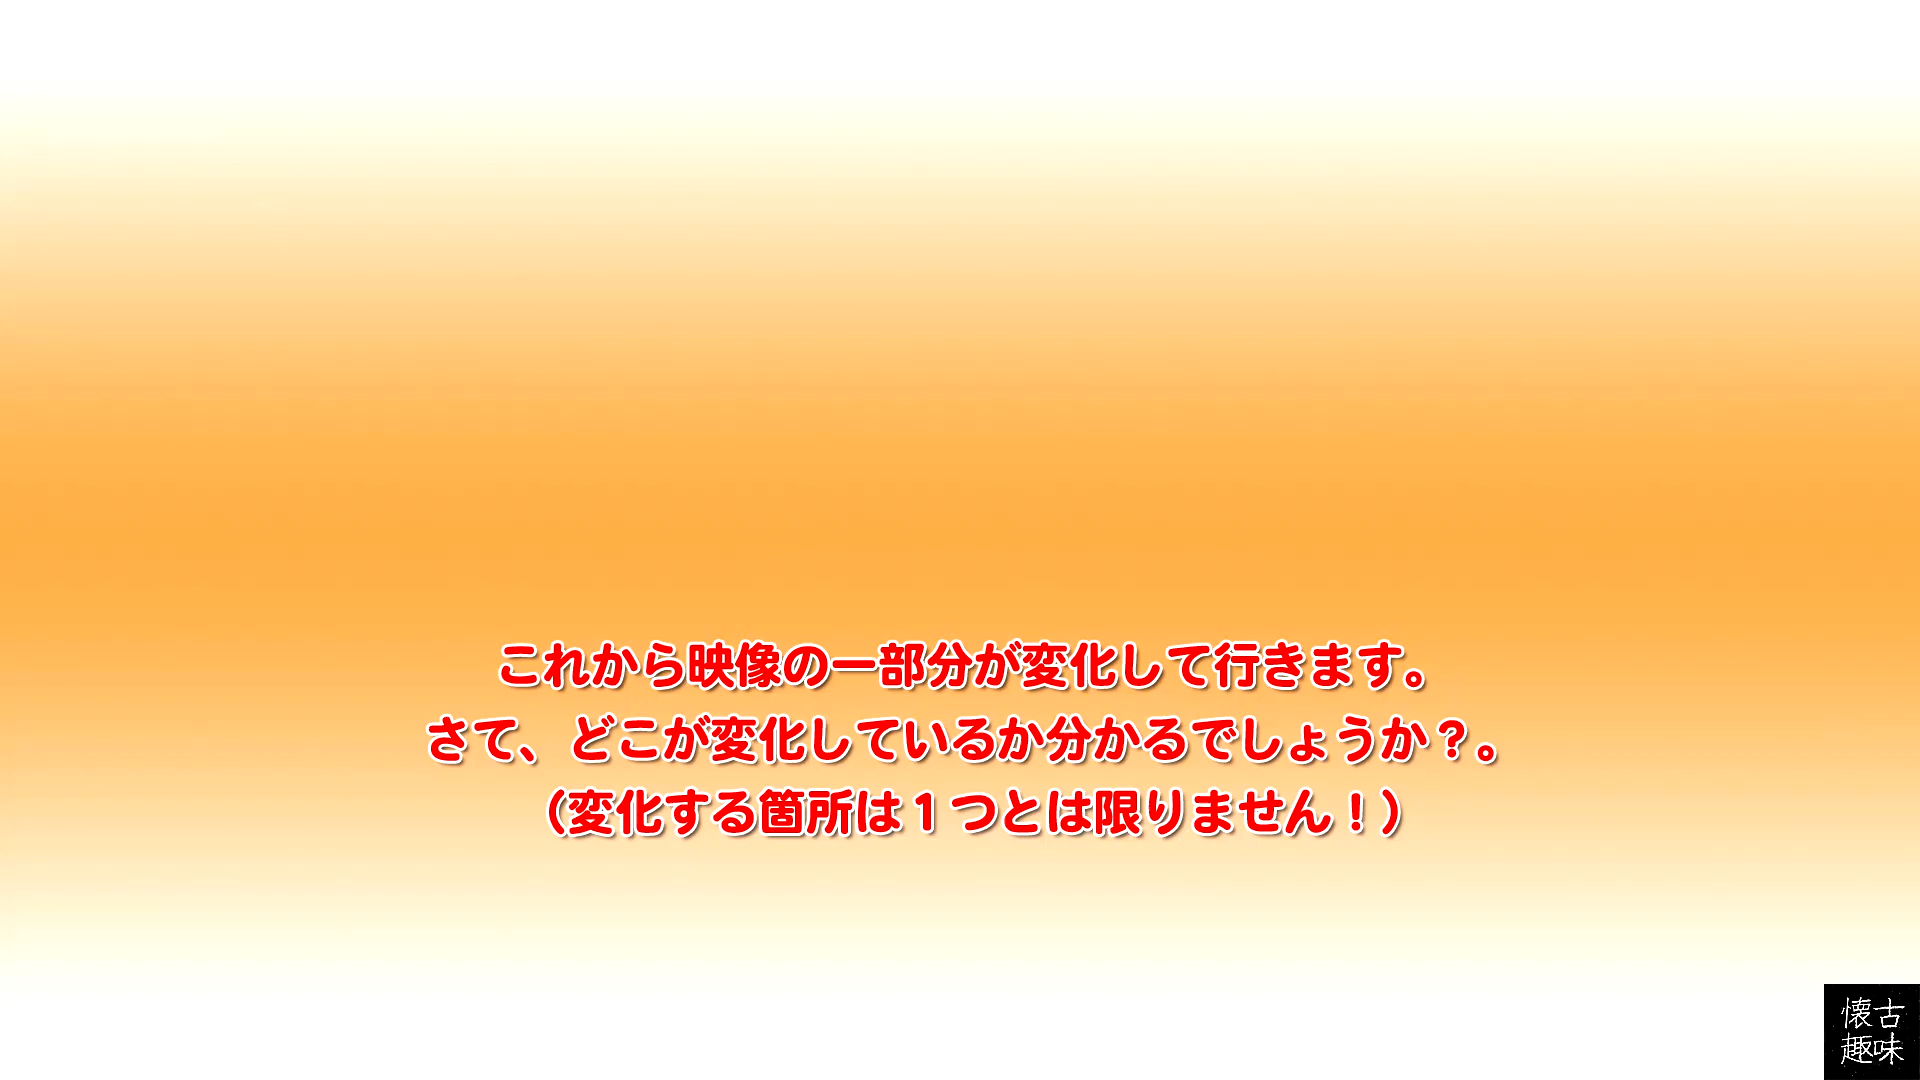 これから映像の一部分が変化して行きます。
さて、どこが変化しているか分かるでしょうか？。
（変化する箇所は１つとは限りません！）
懐古
趣味